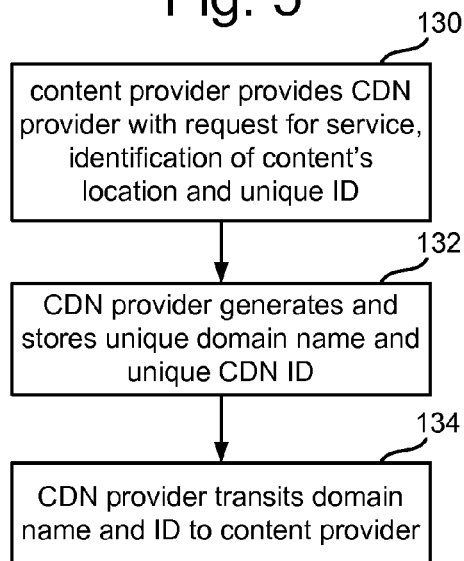 Fig. 5
130
content provider provides CDN
provider with request for service,
identification of content's
location and unique ID
132
CDN provider generates and
stores unique domain name and
unique CDN ID
134
CDN provider transits domain
name and ID to content provider